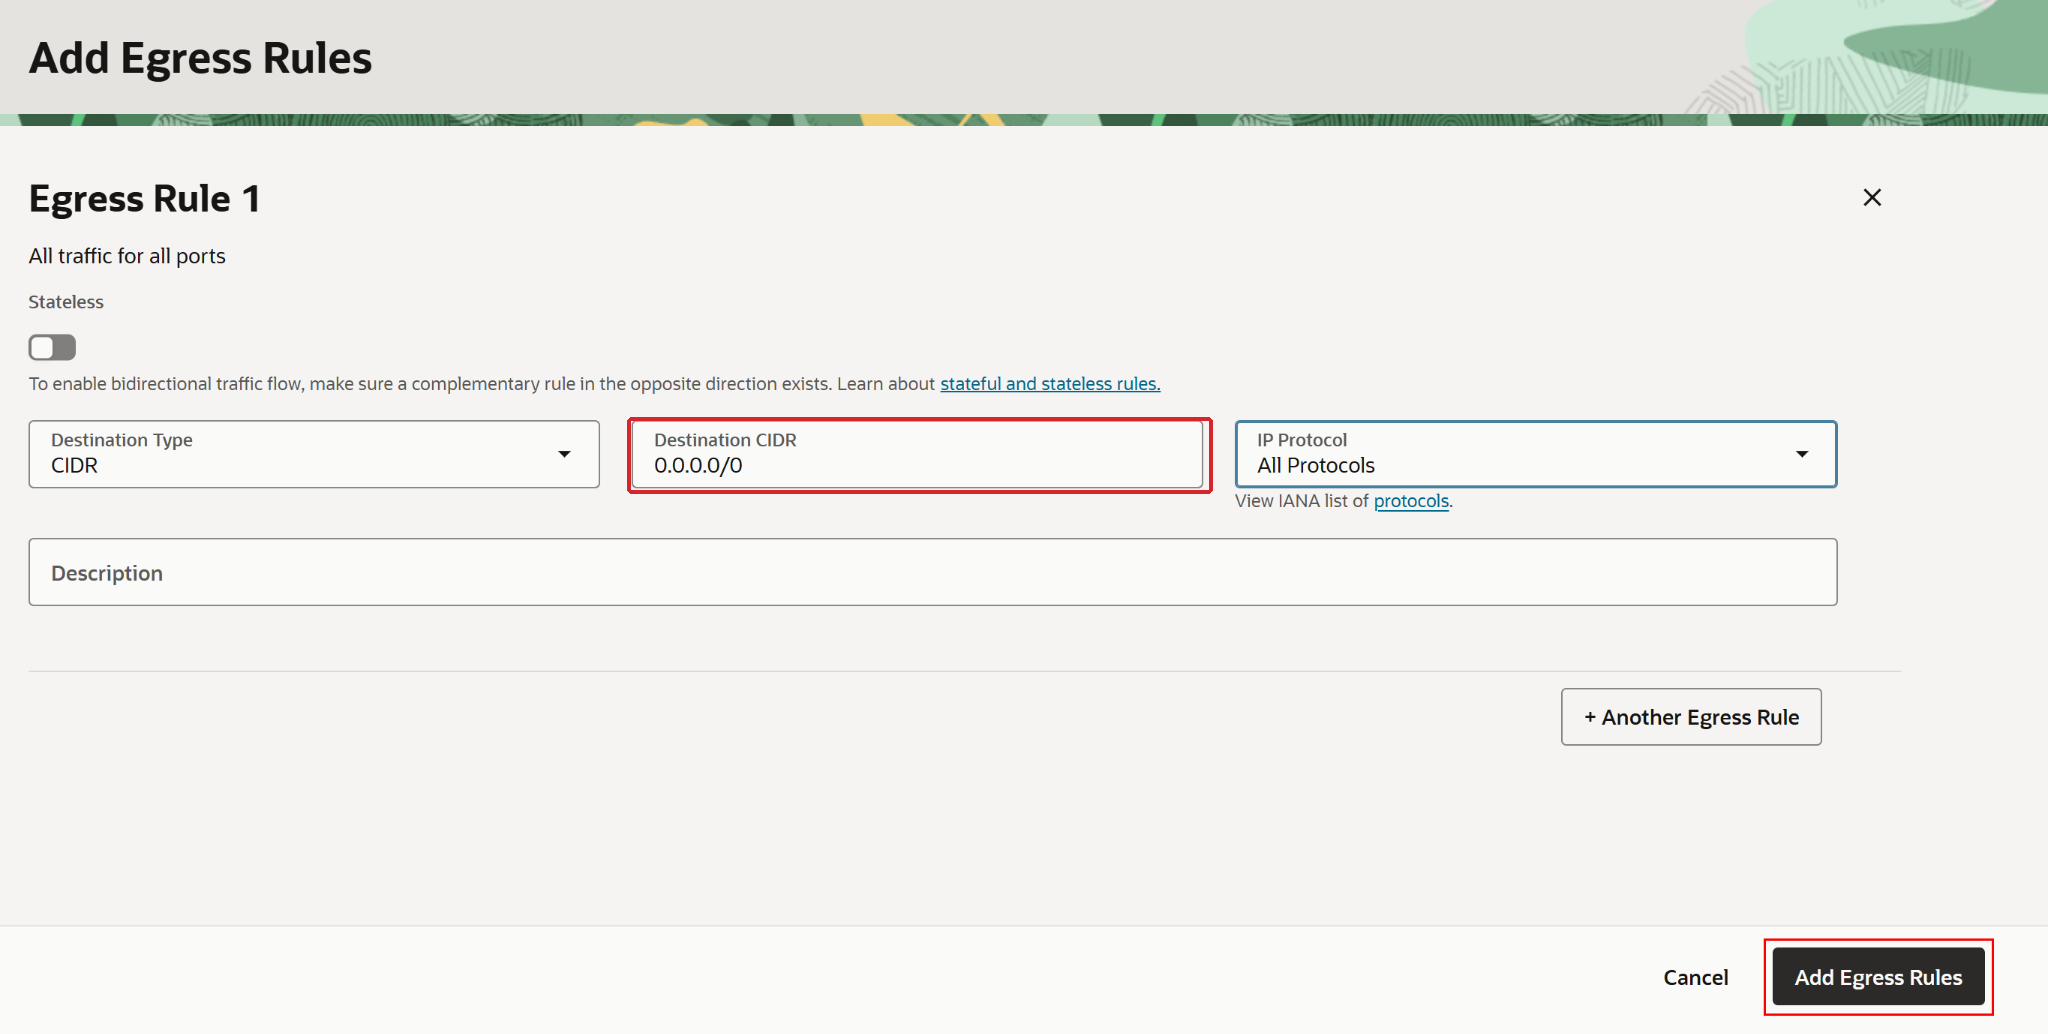 Add Egress Rules
Egress Rule 1
All traffic for all ports
Stateless
To enable bidirectional traffic flow, make sure a complementary rule in the opposite direction exists. Learn about stateful and stateless rules.
Destination Type
CIDR
Destination CIDR
0.0.0.0/0
IP Protocol
All Protocols
View IANA list of protocols.
Description
+ Another Egress Rule
Cancel
Add Egress Rules